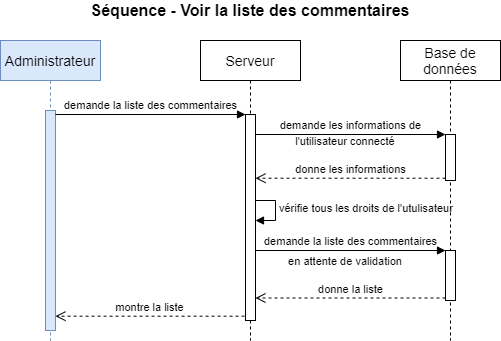 Séquence - Voir la liste des commentaires
Administrateur
Serveur
Base de
données
demande la liste des commentaires
demande les informations de
l'utilisateur connecté
donne les informations
vérifie tous les droits de l'utulisateur
demande la liste des commentaires
en attente de validation
donne la liste
montre la liste